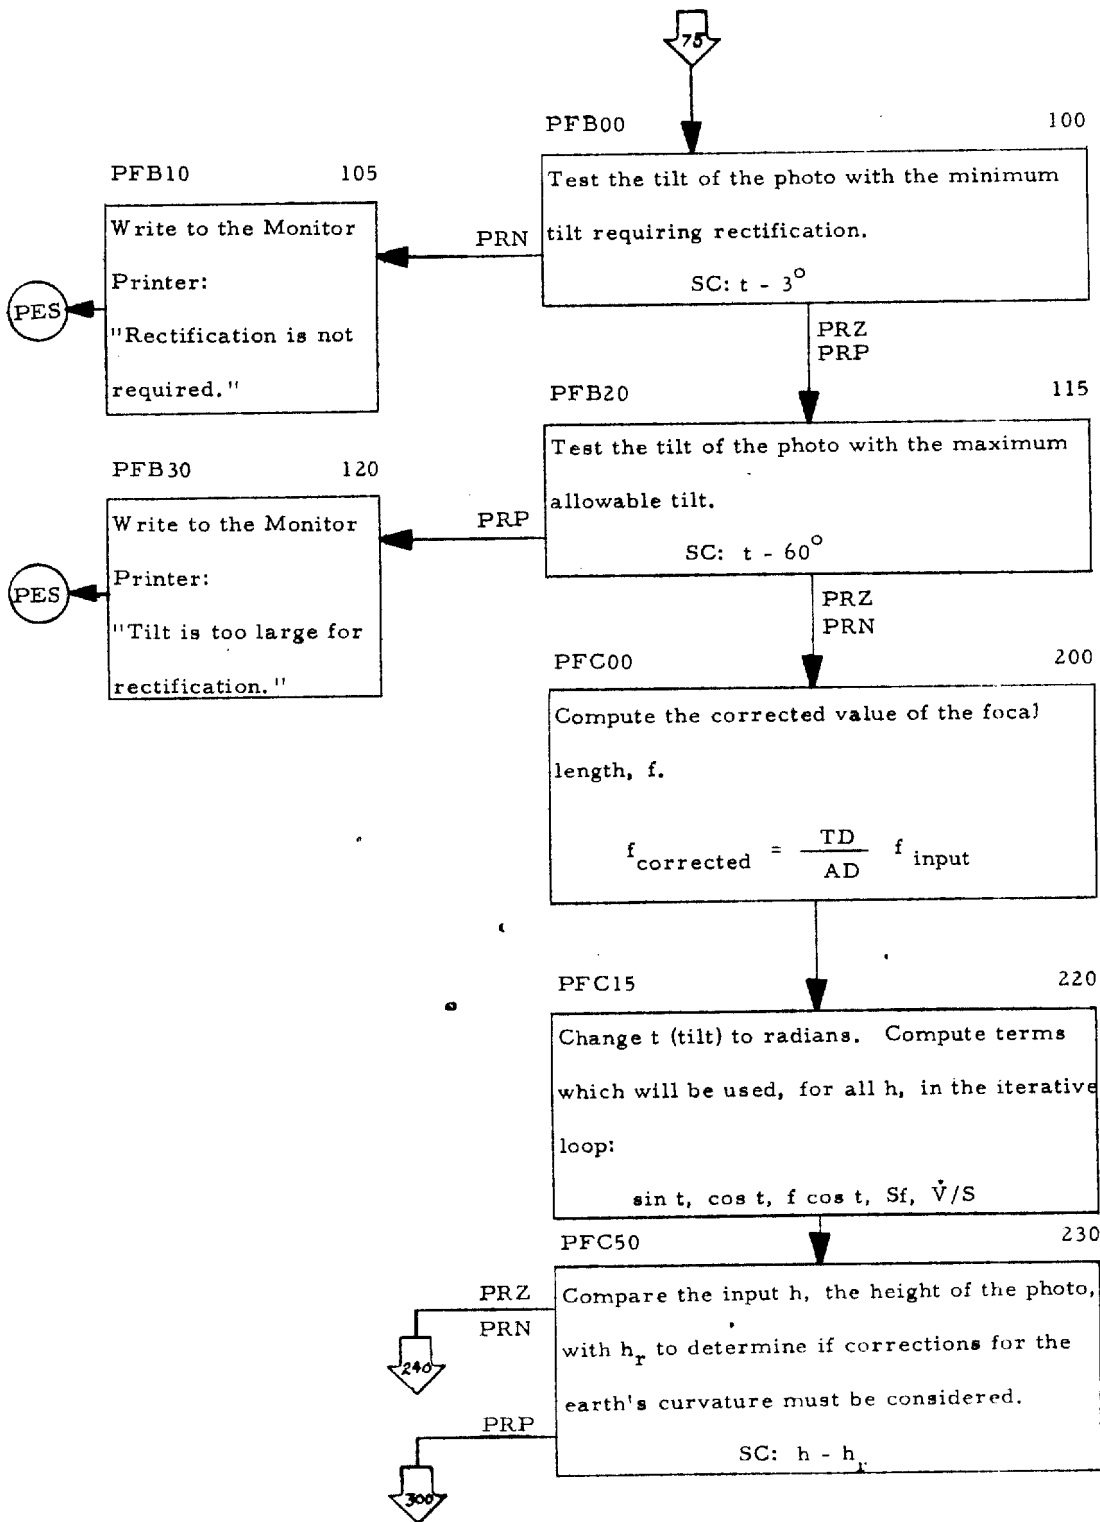 75
PFB00 100
Test the tilt of the photo with the minimum
tilt requiring rectification.
SC: t - 3°
PFB10 105
Write to the Monitor
Printer:
"Rectification is not
required."
PRN
PES
PRZ
PRP
PFB20 115
Test the tilt of the photo with the maximum
allowable tilt.
SC: t - 60°
PFB30 120
Write to the Monitor
Printer:
"Tilt is too large for
rectification."
PRP
PES
PRZ
PRN
PFC00 200
Compute the corrected value of the focal
length, f.
f corrected = TD / AD f input
PFC15 220
Change t (tilt) to radians. Compute terms
which will be used, for all h, in the iterative
loop:
sin t, cos t, f cos t, Sf, V̇/S
PFC50 230
Compare the input h, the height of the photo,
with h_r to determine if corrections for the
earth's curvature must be considered.
SC: h - h_r
PRZ
PRN
240
PRP
300